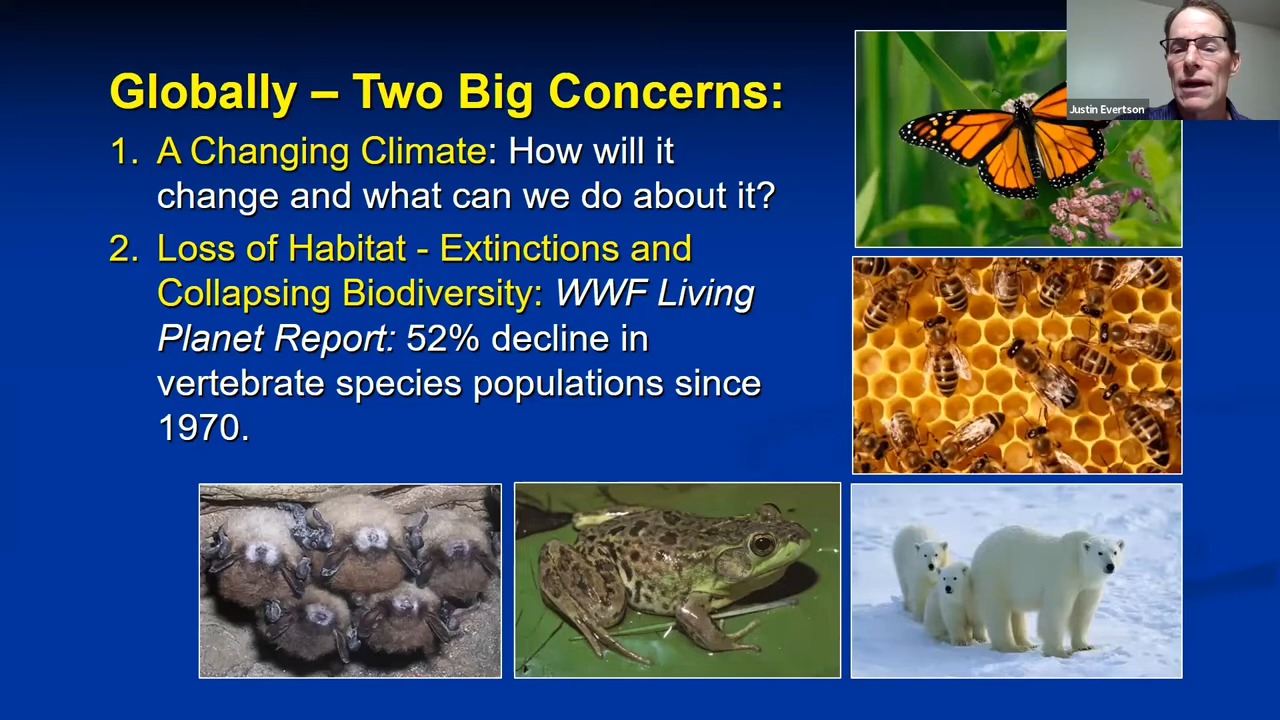 Globally – Two Big Concerns:
1. A Changing Climate: How will it
change and what can we do about it?
2. Loss of Habitat - Extinctions and
Collapsing Biodiversity: WWF Living
Planet Report: 52% decline in
vertebrate species populations since
1970.
Justin Evertson